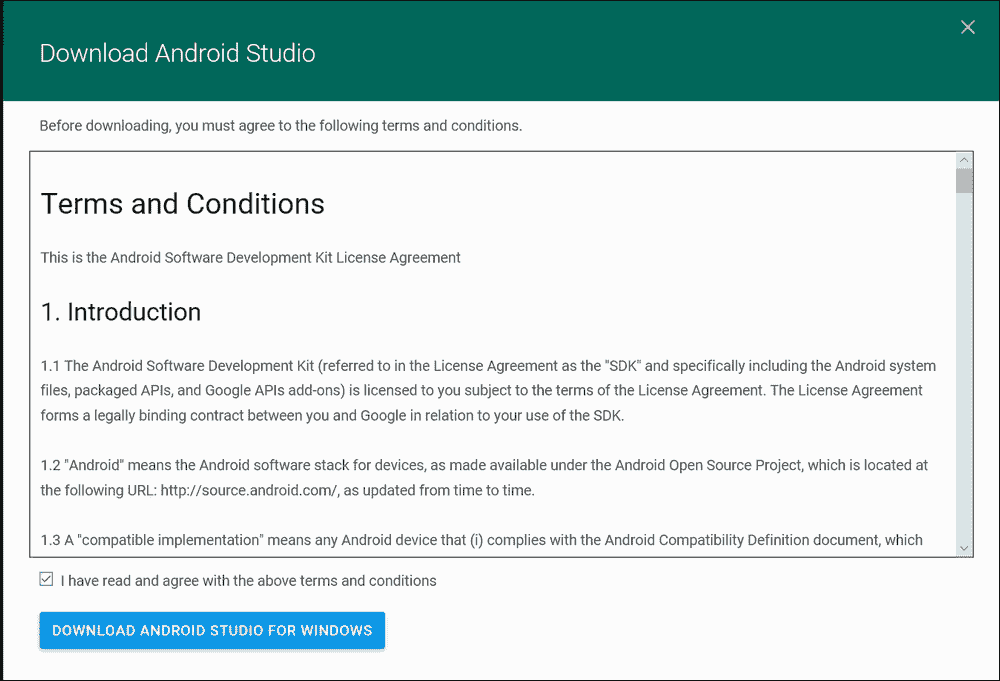 Download Android Studio
Before downloading, you must agree to the following terms and conditions.
Terms and Conditions
This is the Android Software Development Kit License Agreement
1. Introduction
1.1 The Android Software Development Kit (referred to in the License Agreement as the "SDK" and specifically including the Android system
files, packaged APIs, and Google APIs add-ons) is licensed to you subject to the terms of the License Agreement. The License Agreement
forms a legally binding contract between you and Google in relation to your use of the SDK.
1.2 "Android" means the Android software stack for devices, as made available under the Android Open Source Project, which is located at
the following URL: http://source.android.com/, as updated from time to time.
1.3 A "compatible implementation" means any Android device that (i) complies with the Android Compatibility Definition document, which
I have read and agree with the above terms and conditions
DOWNLOAD ANDROID STUDIO FOR WINDOWS